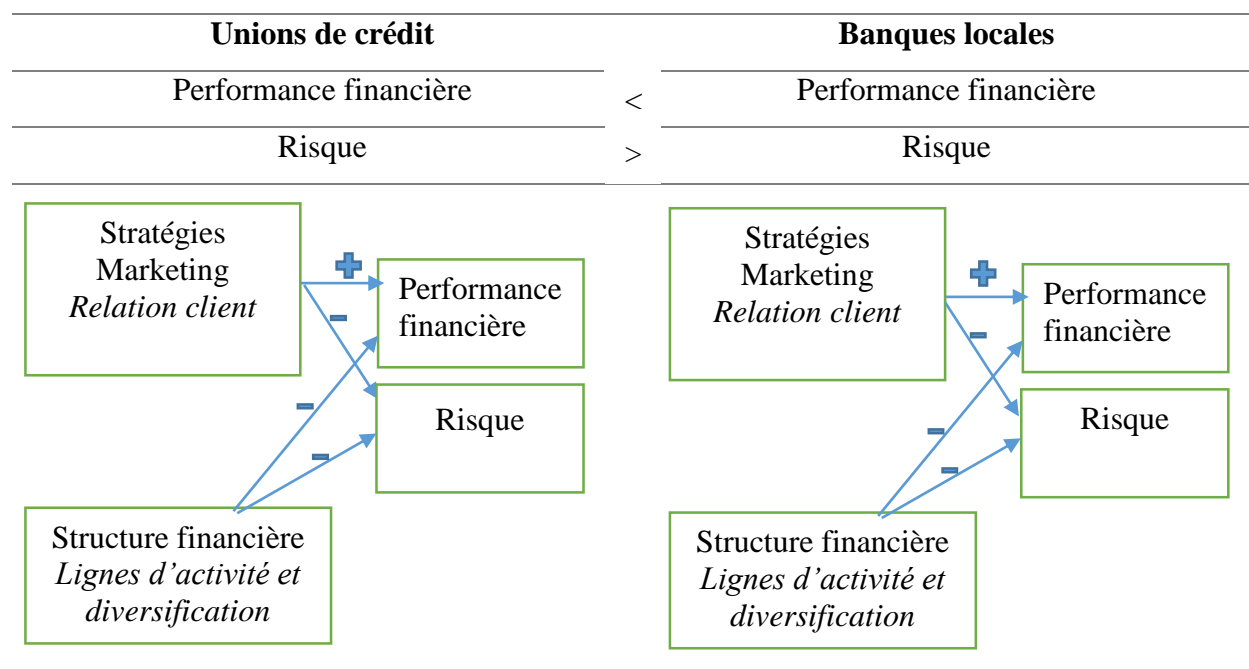 Unions de crédit
Banques locales
Performance financière
<
Performance financière
Risque
>
Risque
Stratégies
Marketing
Relation client
+
-
Performance
financière
-
Risque
-
Structure financière
Lignes d’activité et
diversification
Stratégies
Marketing
Relation client
+
-
Performance
financière
-
Risque
-
Structure financière
Lignes d’activité et
diversification